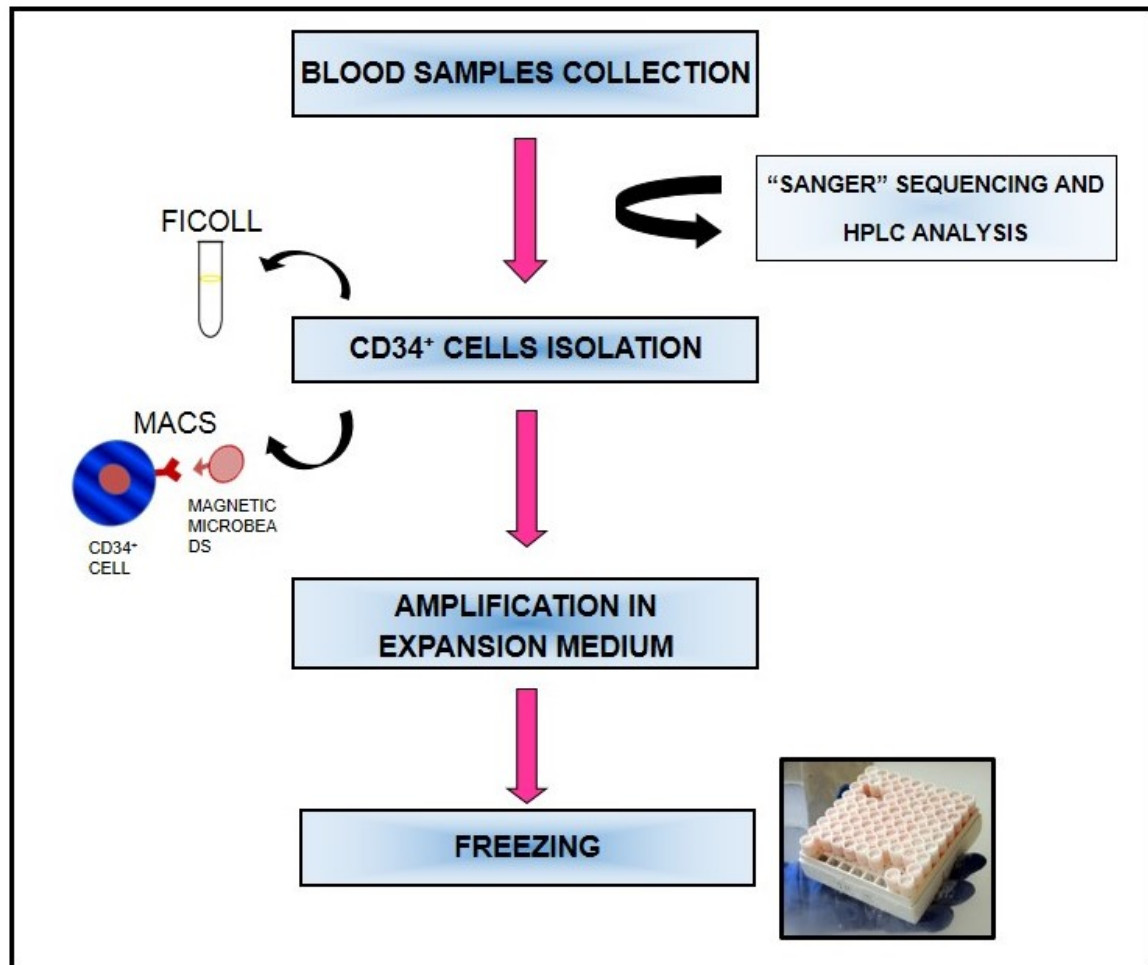 BLOOD SAMPLES COLLECTION
“SANGER” SEQUENCING AND
HPLC ANALYSIS
FICOLL
CD34⁺ CELLS ISOLATION
MACS
MAGNETIC
MICROBEA
DS
CD34⁺
CELL
AMPLIFICATION IN
EXPANSION MEDIUM
FREEZING